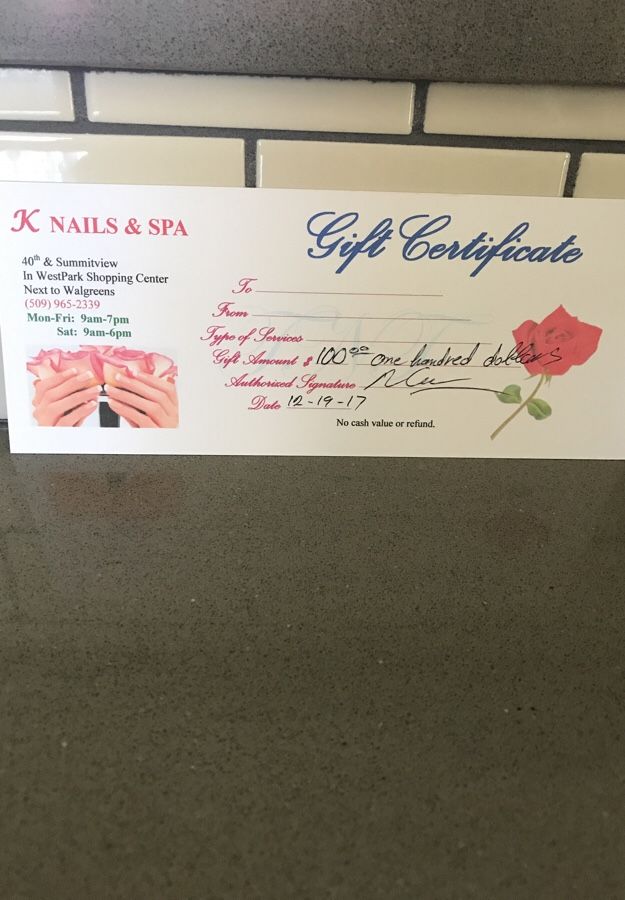 K NAILS & SPA
40th & Summitview
In WestPark Shopping Center
Next to Walgreens
(509) 965-2339
Mon-Fri: 9am-7pm
Sat: 9am-6pm
Gift Certificate
To
From
Type of Services
Gift Amount $ 100.00 one hundred dollars
Authorized Signature
Date 12-19-17
No cash value or refund.